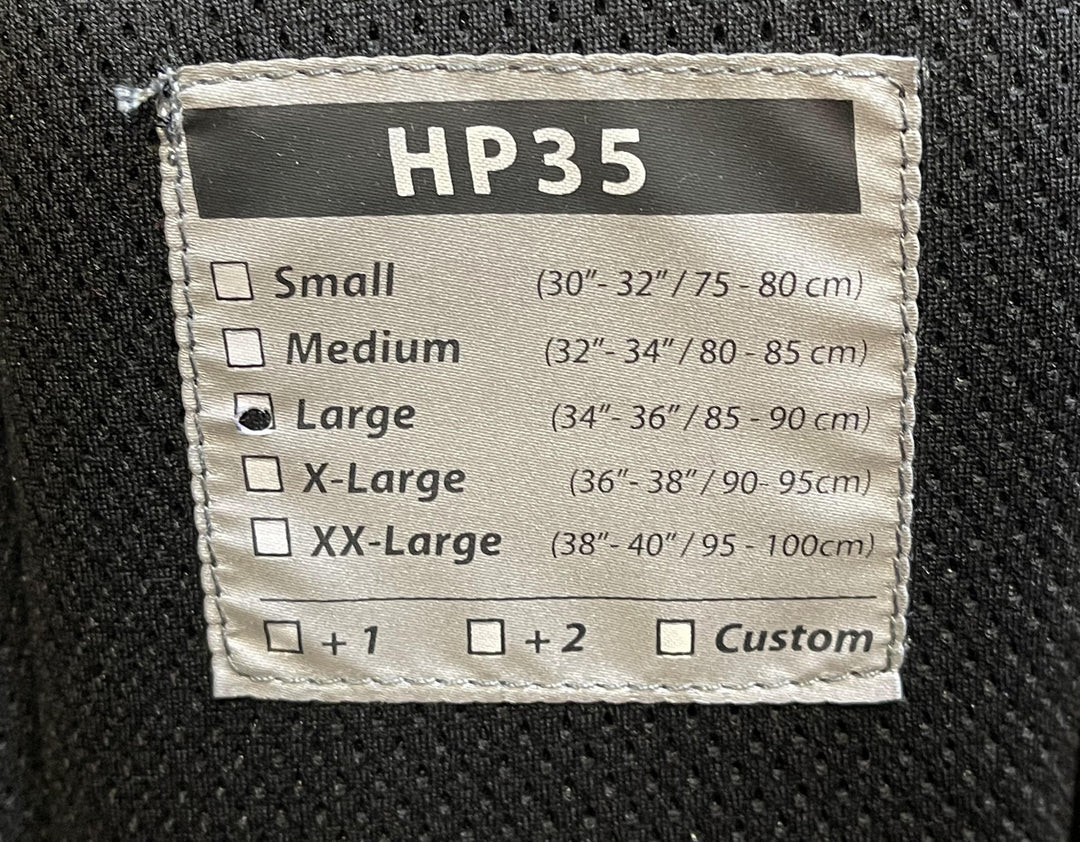 HP35
Small (30"- 32" / 75 - 80 cm)
Medium (32"- 34" / 80 - 85 cm)
Large (34"- 36" / 85 - 90 cm)
X-Large (36"- 38" / 90- 95cm)
XX-Large (38"- 40" / 95 - 100cm)
+ 1 + 2 Custom